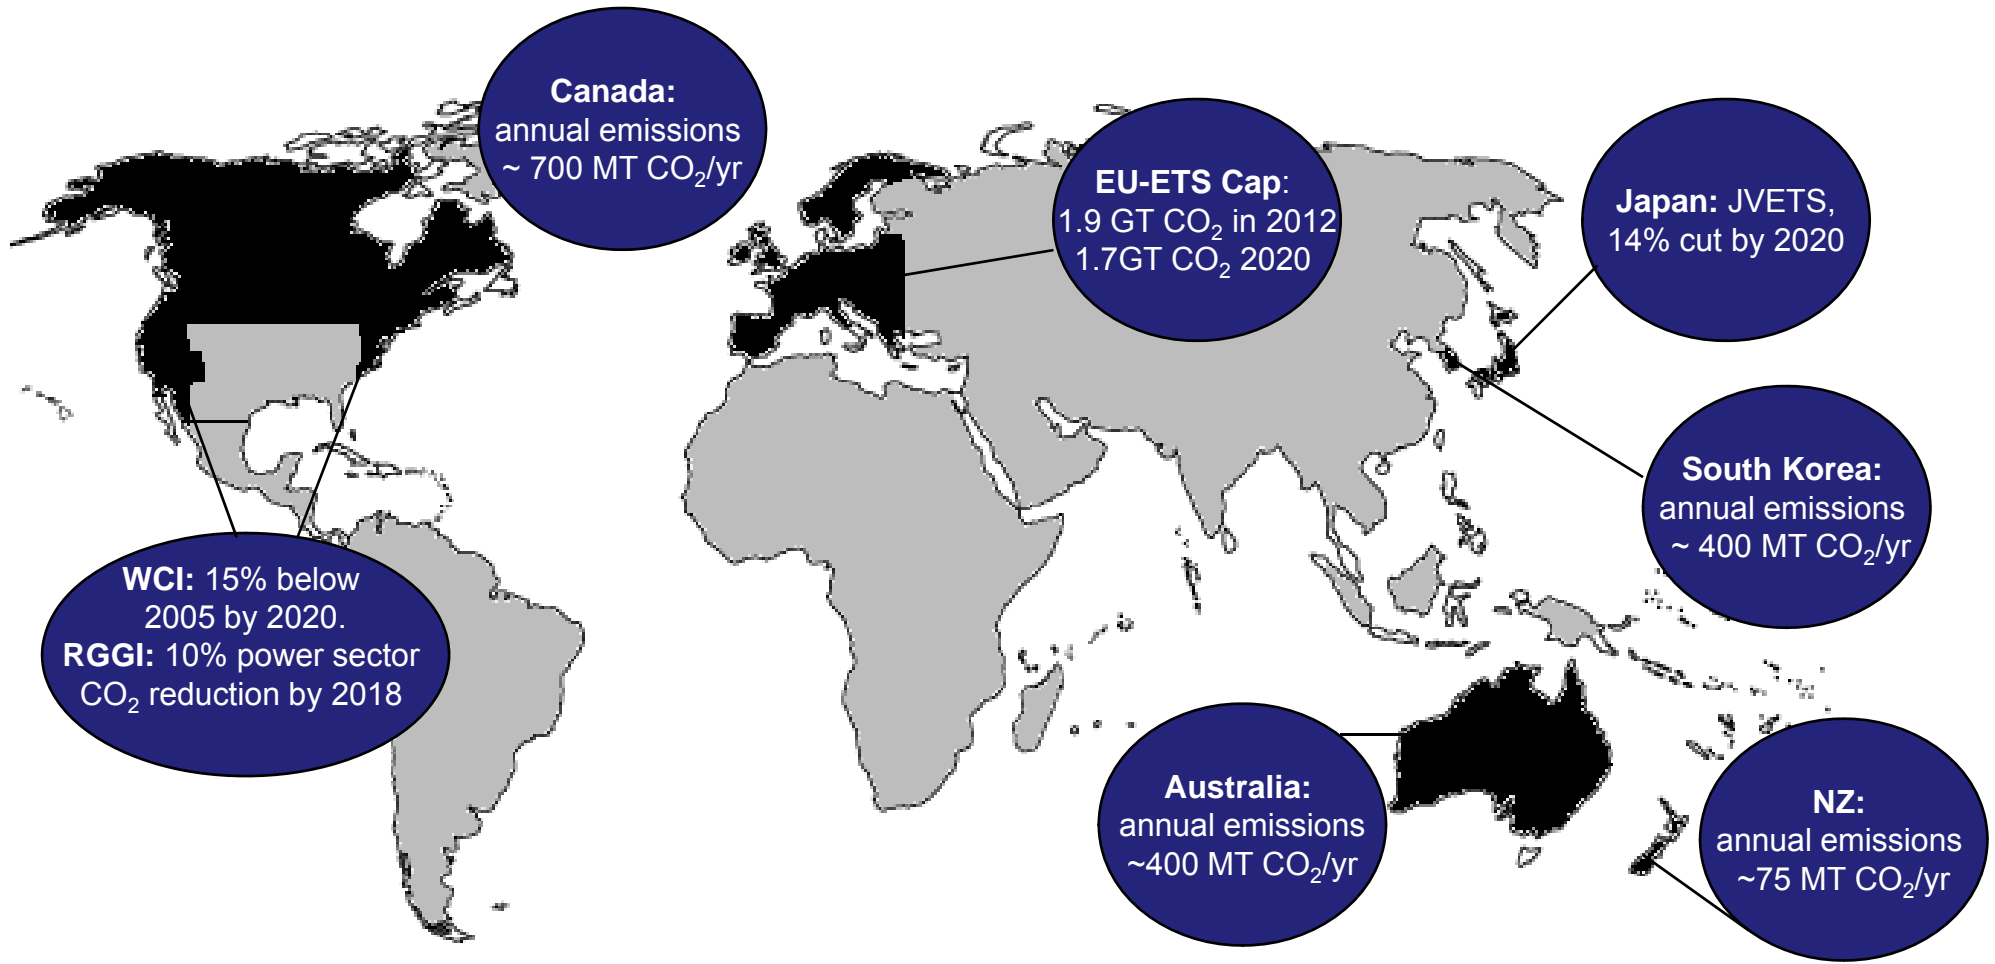 Canada:
annual emissions
~ 700 MT CO₂/yr
EU-ETS Cap:
1.9 GT CO₂ in 2012
1.7GT CO₂ 2020
Japan: JVETS,
14% cut by 2020
South Korea:
annual emissions
~ 400 MT CO₂/yr
WCI: 15% below
2005 by 2020.
RGGI: 10% power sector
CO₂ reduction by 2018
Australia:
annual emissions
~400 MT CO₂/yr
NZ:
annual emissions
~75 MT CO₂/yr